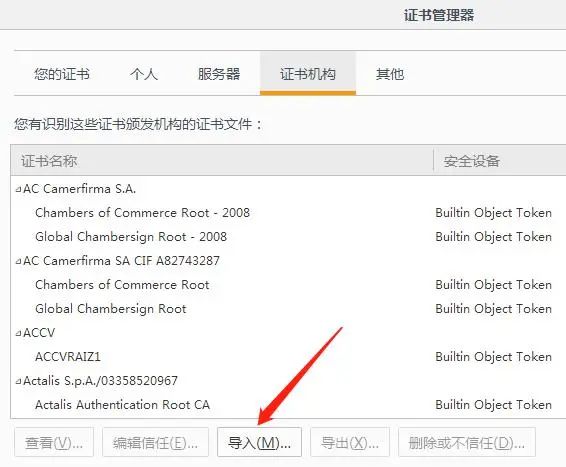 证书管理器
您的证书 个人 服务器 证书机构 其他
您有识别这些证书颁发机构的证书文件：
证书名称 安全设备
AC Camerfirma S.A.
Chambers of Commerce Root - 2008 Builtin Object Token
Global Chambersign Root - 2008 Builtin Object Token
AC Camerfirma SA CIF A82743287
Chambers of Commerce Root Builtin Object Token
Global Chambersign Root Builtin Object Token
ACCV
ACCVRAIZ1 Builtin Object Token
Actalis S.p.A./03358520967
Actalis Authentication Root CA Builtin Object Token
查看(V)... 编辑信任(E)... 导入(M)... 导出(X)... 删除或不信任(D)...